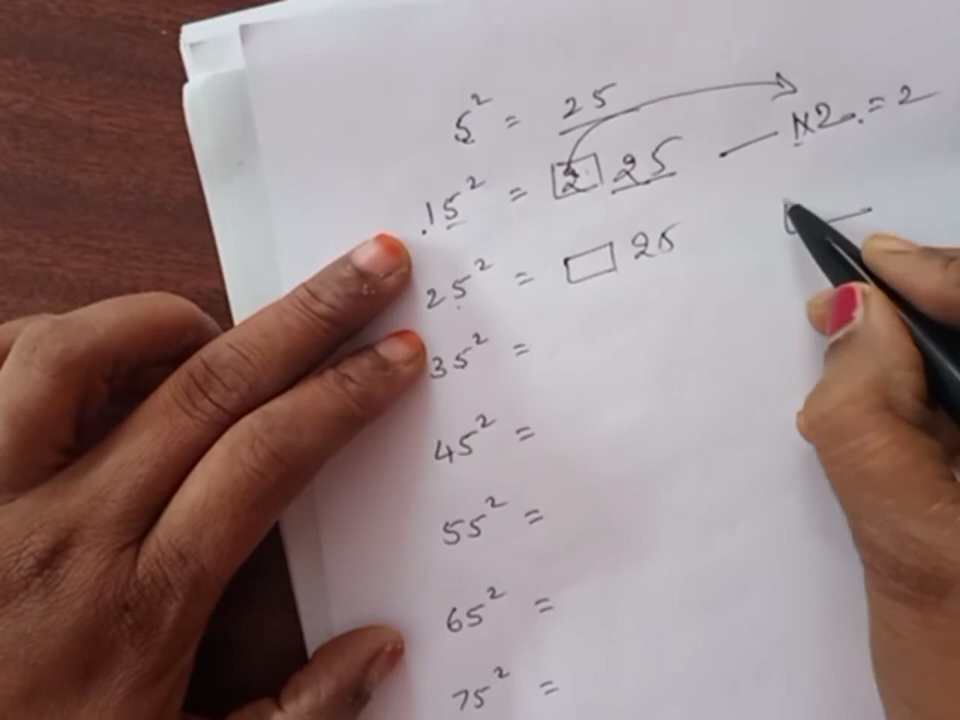 5² = 25
15² = 2 25 — 1×2 = 2
25² = 25
35² =
45² =
55² =
65² =
75² =